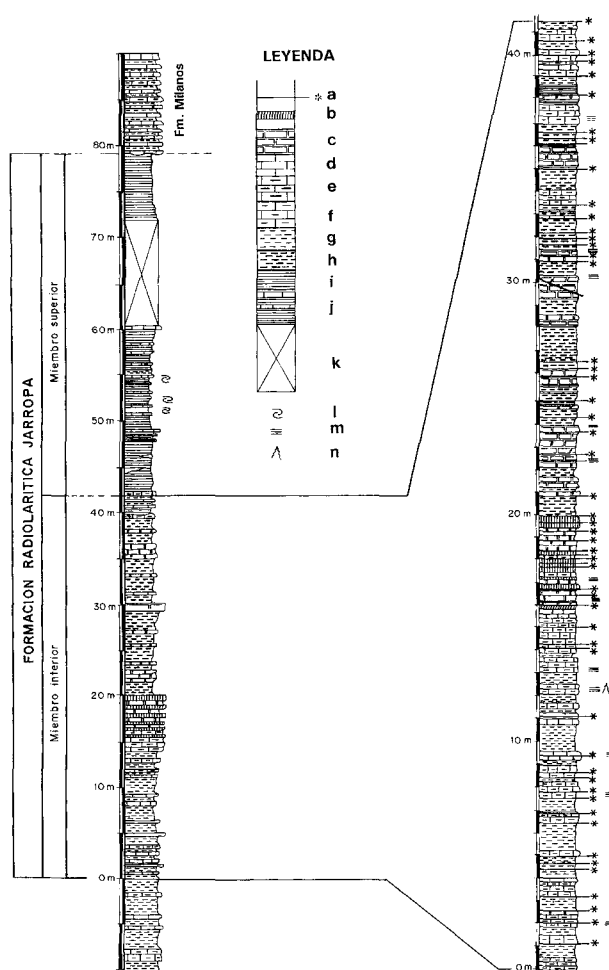 LEYENDA
* a
b
c
d
e
f
g
h
i
j
k
l
m
n
Fm. Milanos
FORMACION RADIOLARITICA JARROPA
Miembro superior
Miembro inferior
80m
70 m
60 m
50 m
40 m
30 m
20 m
10 m
0 m
40 m
30 m
20 m
10 m
0 m